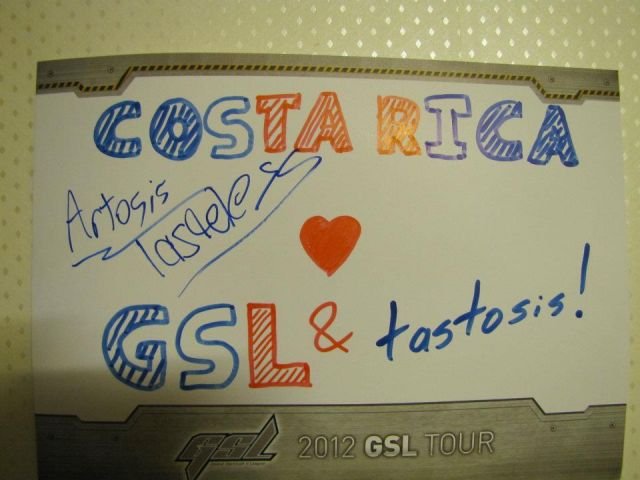 COSTA RICA
Artosis
Tasteless
GSL & tastosis!
GSL 2012 GSL TOUR